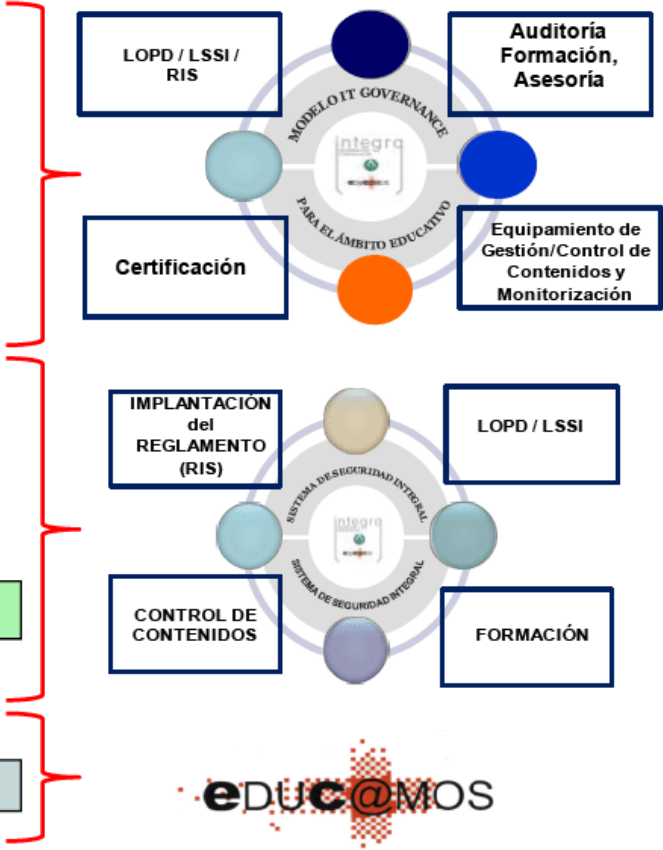 LOPD / LSSI /
RIS
Auditoría
Formación,
Asesoría
MODELO IT GOVERNANCE
integra
PARA EL ÁMBITO EDUCATIVO
Certificación
Equipamiento de
Gestión/Control de
Contenidos y
Monitorización
IMPLANTACIÓN
del
REGLAMENTO
(RIS)
LOPD / LSSI
SISTEMA DE SEGURIDAD INTEGRAL
integra
SISTEMA DE SEGURIDAD INTEGRAL
CONTROL DE
CONTENIDOS
FORMACIÓN
eDUC@MOS